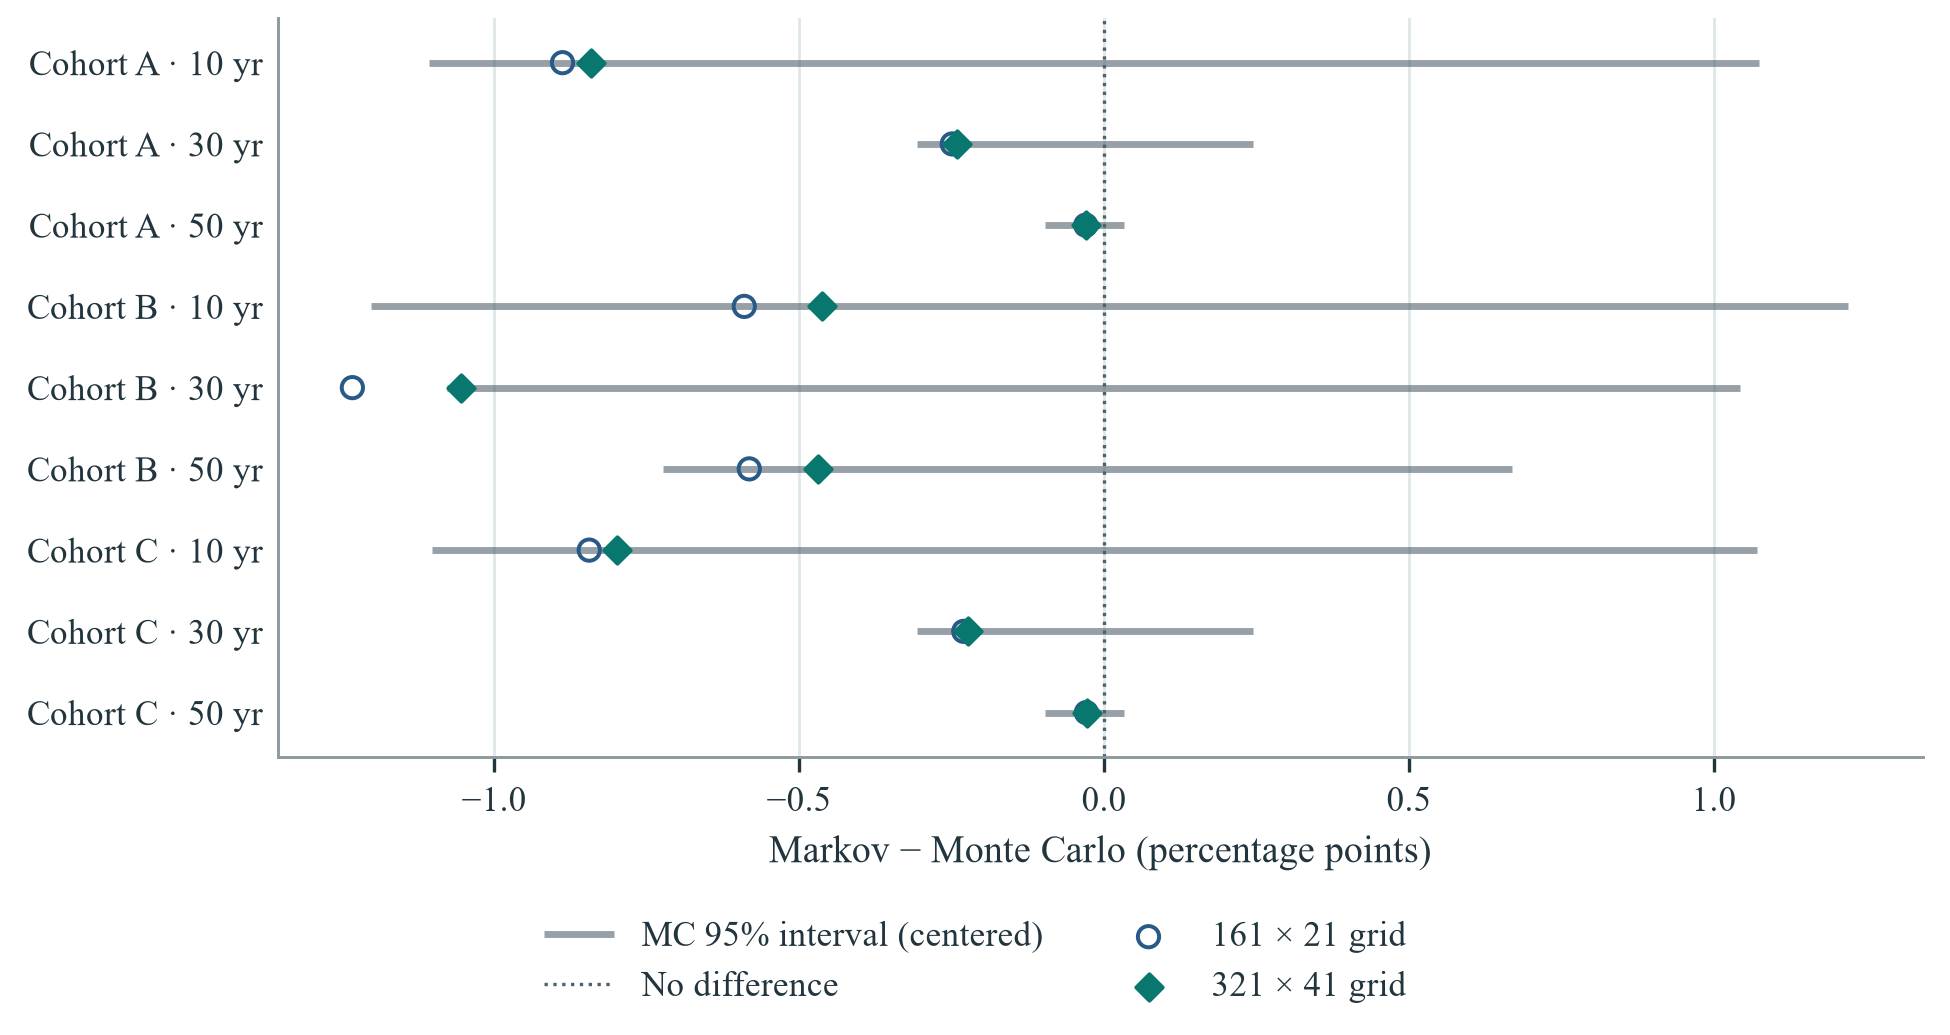 Cohort A · 10 yr
Cohort A · 30 yr
Cohort A · 50 yr
Cohort B · 10 yr
Cohort B · 30 yr
Cohort B · 50 yr
Cohort C · 10 yr
Cohort C · 30 yr
Cohort C · 50 yr
−1.0 −0.5 0.0 0.5 1.0
Markov − Monte Carlo (percentage points)
MC 95% interval (centered) 161 × 21 grid
No difference 321 × 41 grid